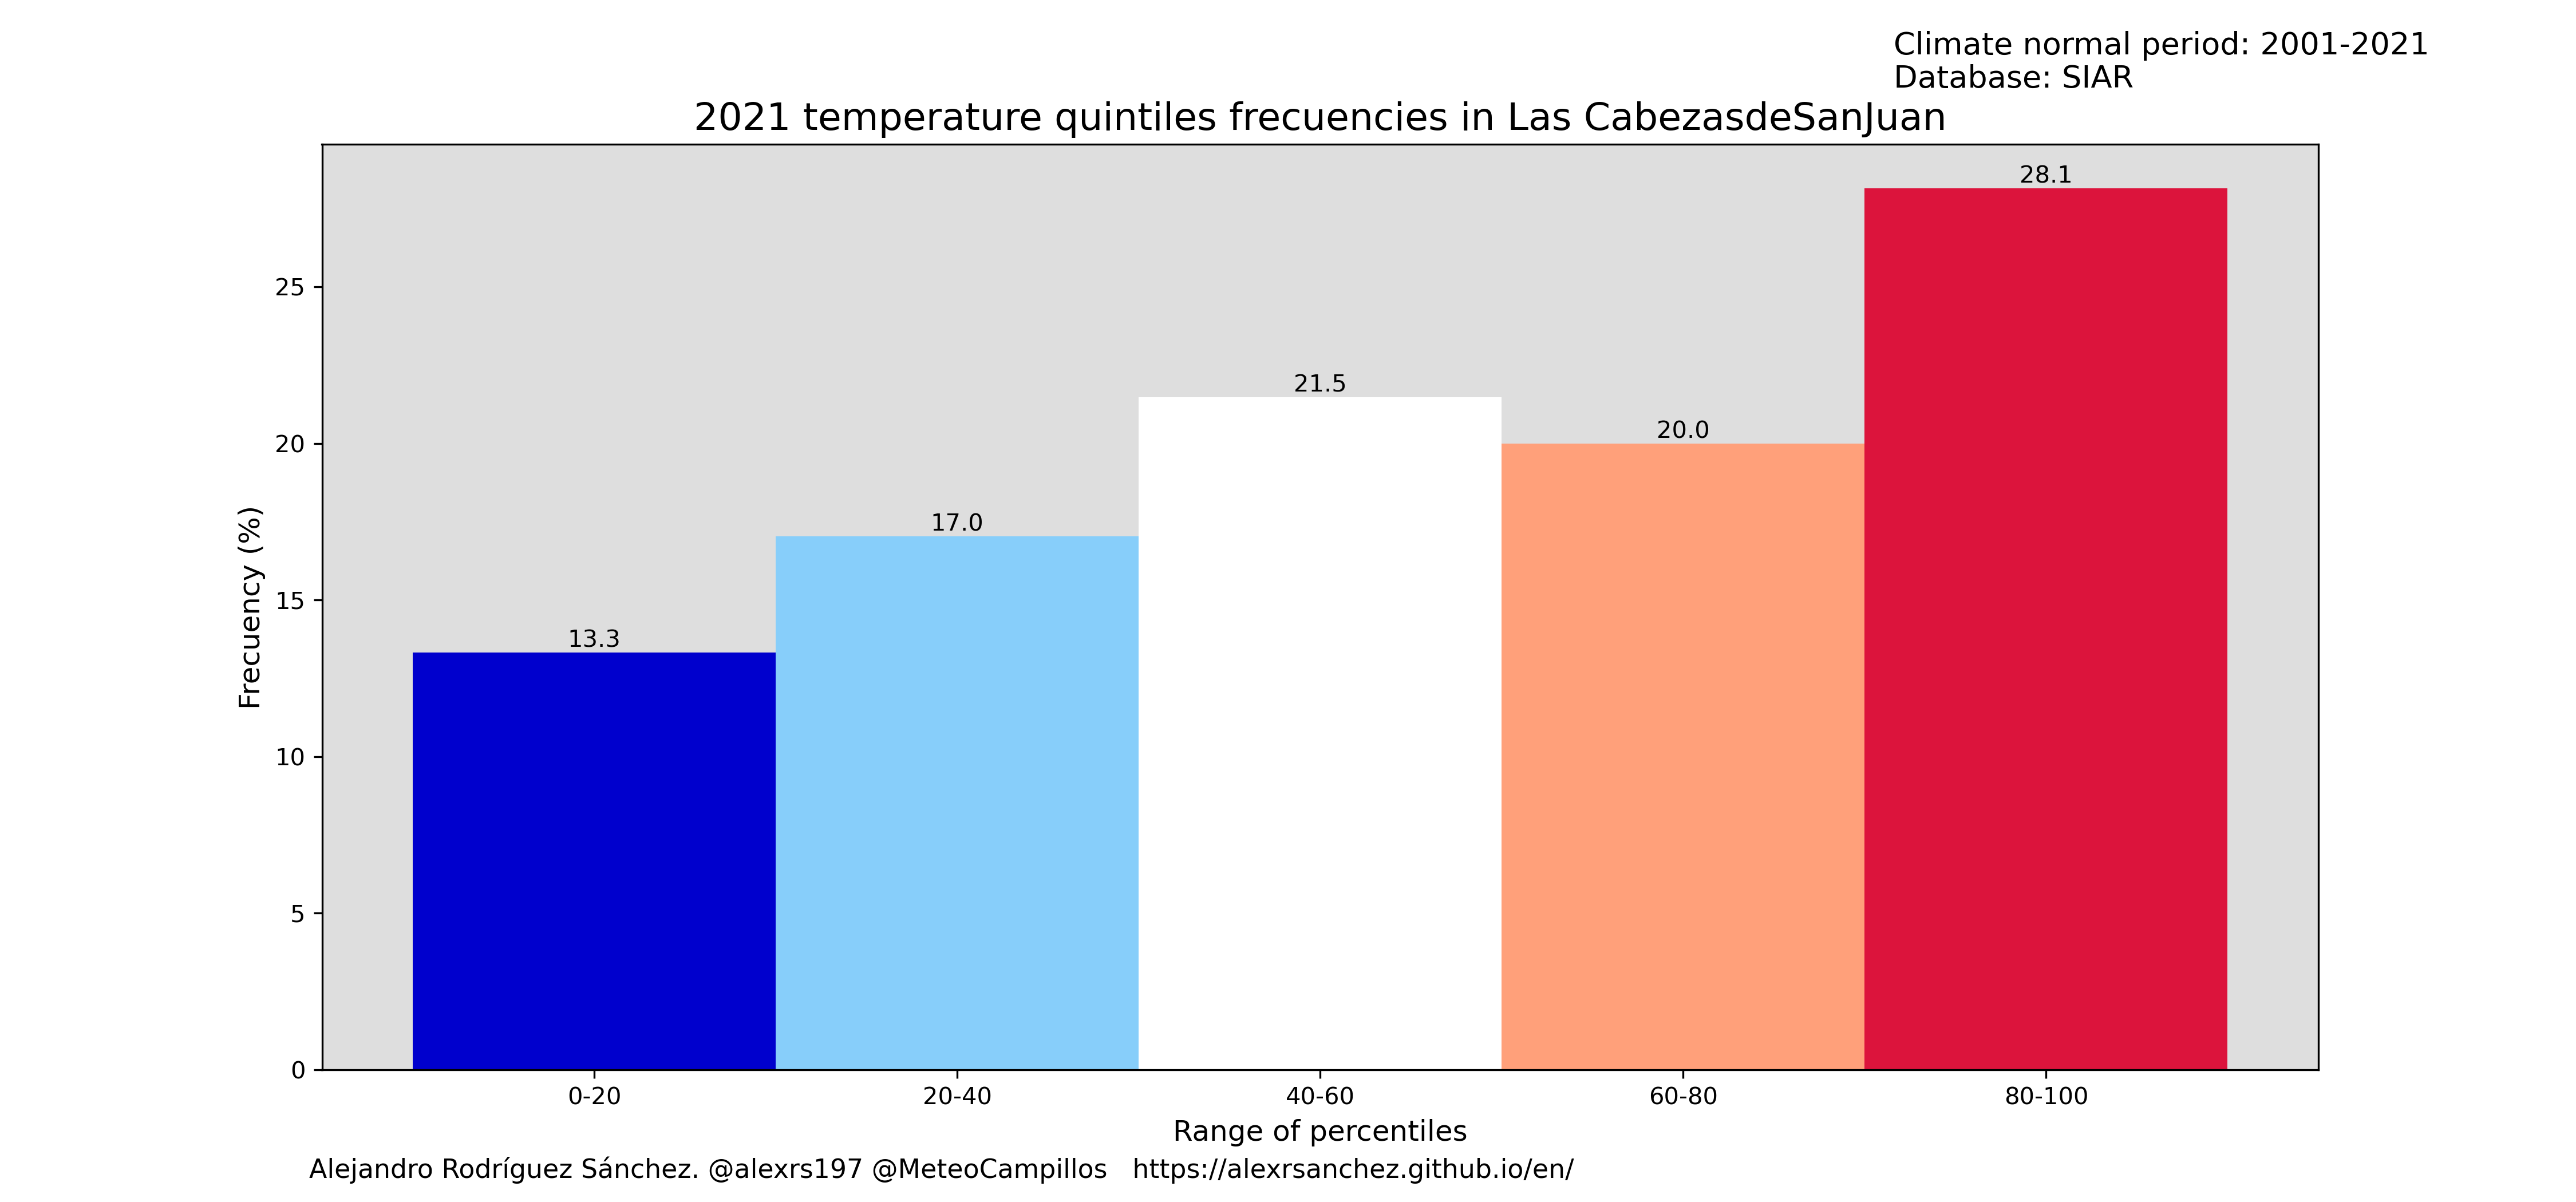 Climate normal period: 2001-2021
Database: SIAR
2021 temperature quintiles frecuencies in Las CabezasdeSanJuan
28.1
25
21.5
20.0
20
17.0
Frecuency (%)
15
13.3
10
5
0
0-20 20-40 40-60 60-80 80-100
Range of percentiles
Alejandro Rodríguez Sánchez. @alexrs197 @MeteoCampillos https://alexrsanchez.github.io/en/